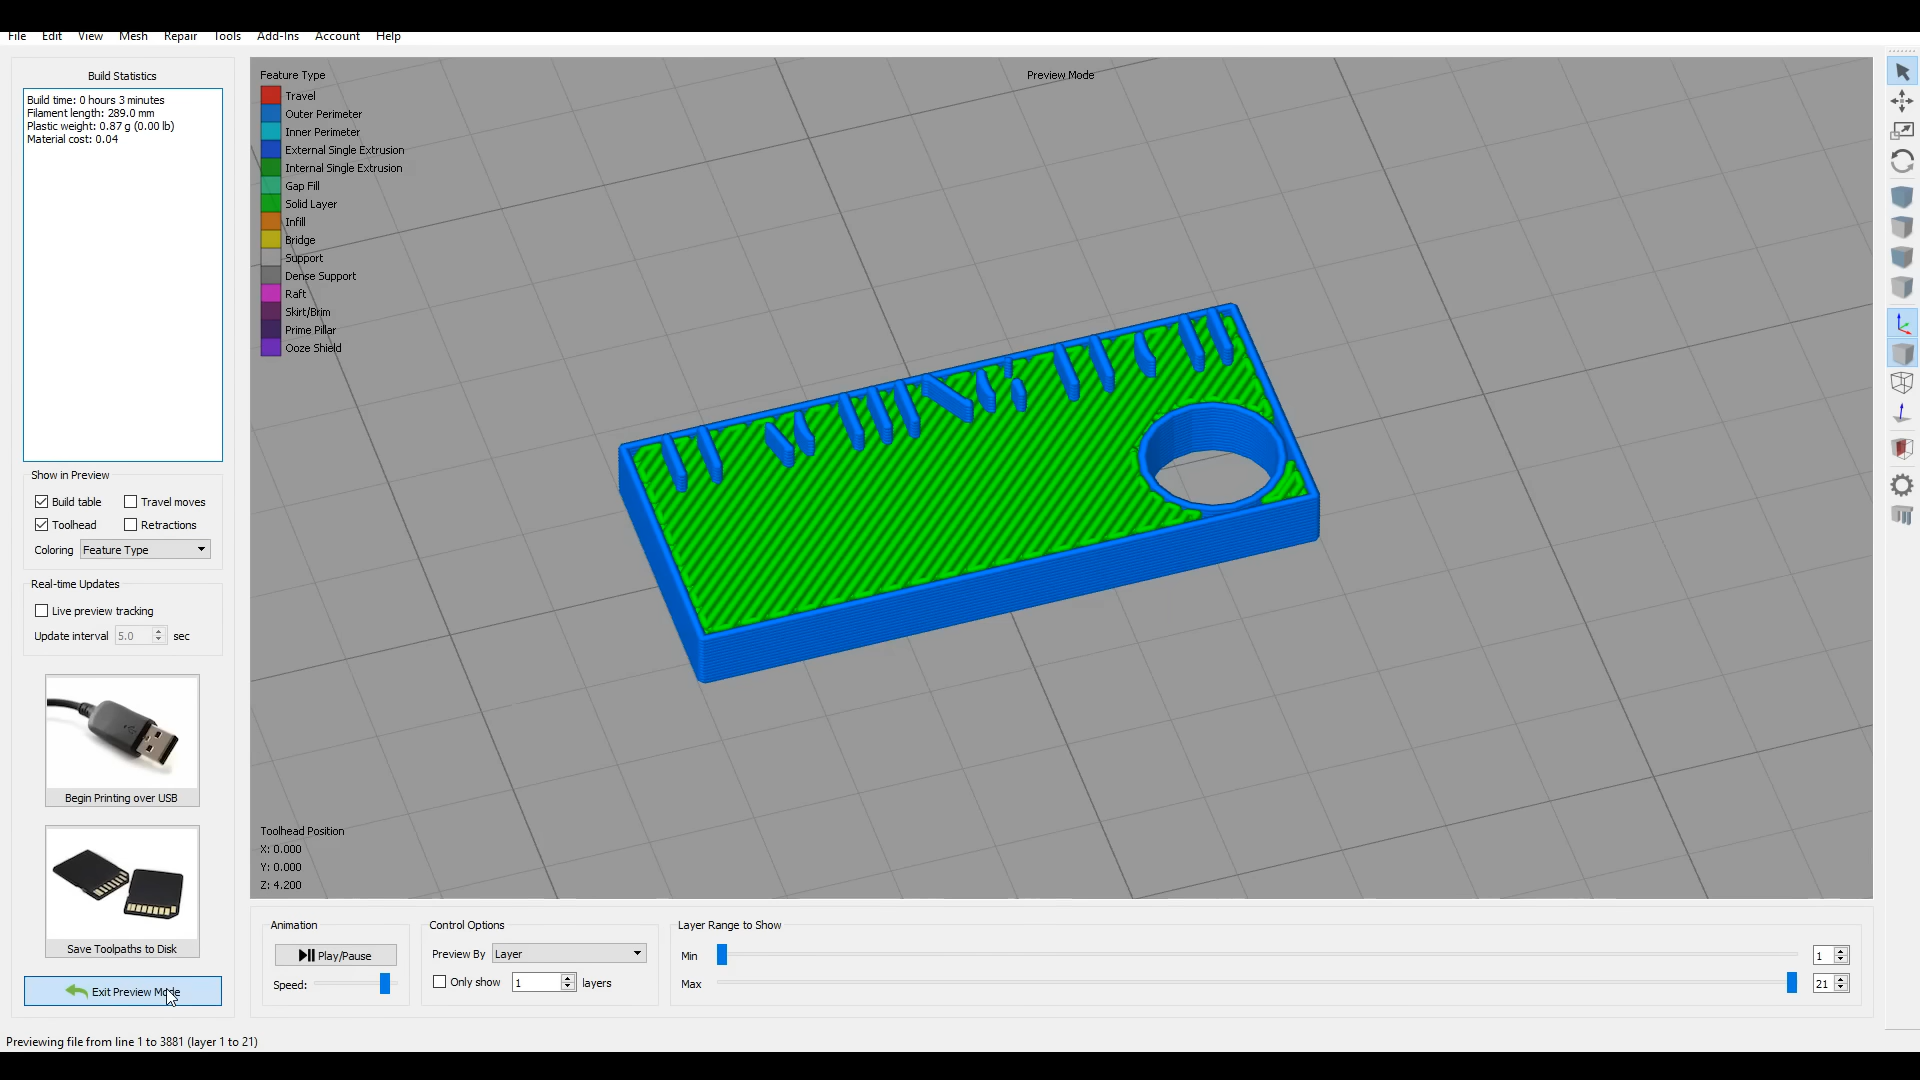 File Edit View Mesh Repair Tools Add-Ins Account Help
Build Statistics
Build time: 0 hours 3 minutes
Filament length: 289.0 mm
Plastic weight: 0.87 g (0.00 lb)
Material cost: 0.04
Show in Preview
Build table
Travel moves
Toolhead
Retractions
Coloring Feature Type
Real-time Updates
Live preview tracking
Update interval 5.0 sec
Begin Printing over USB
Save Toolpaths to Disk
Exit Preview Mode
Feature Type
Travel
Outer Perimeter
Inner Perimeter
External Single Extrusion
Internal Single Extrusion
Gap Fill
Solid Layer
Infill
Bridge
Support
Dense Support
Raft
Skirt/Brim
Prime Pillar
Ooze Shield
Preview Mode
Toolhead Position
X: 0.000
Y: 0.000
Z: 4.200
Animation
Play/Pause
Speed:
Control Options
Preview By Layer
Only show 1 layers
Layer Range to Show
Min 1
Max 21
Previewing file from line 1 to 3881 (layer 1 to 21)